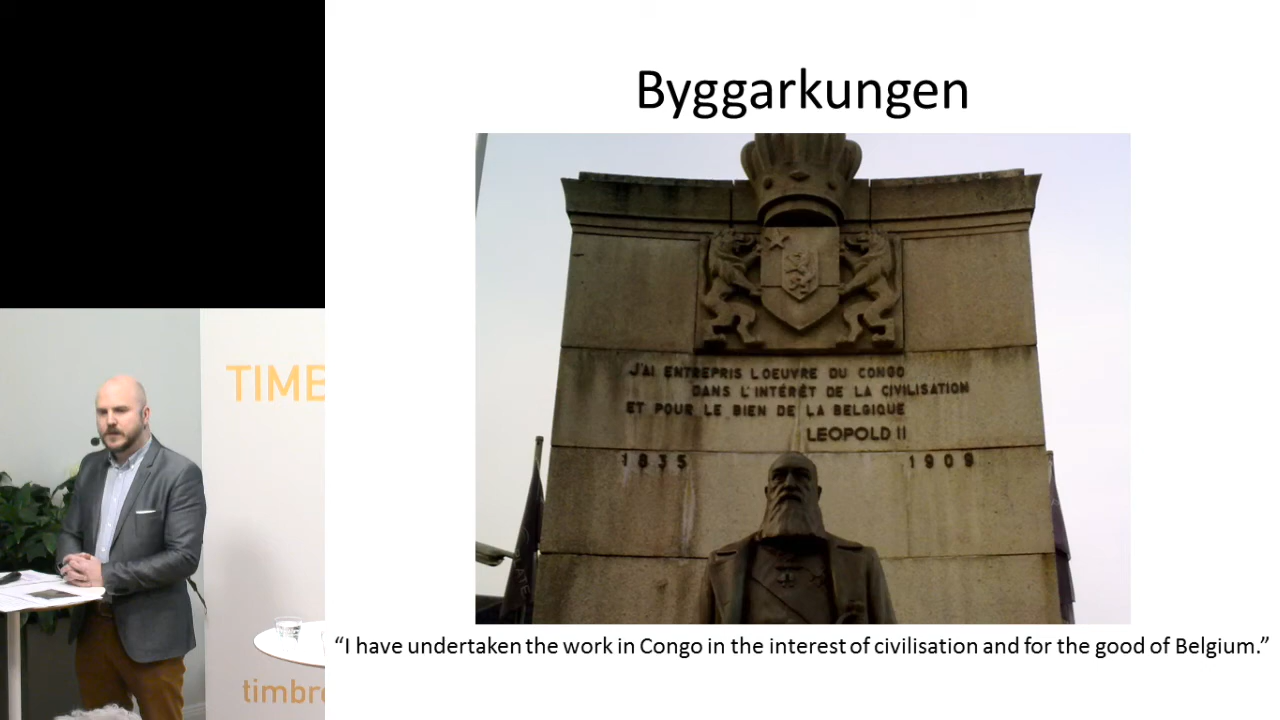 Byggarkungen
J'AI ENTREPRIS L'OEUVRE DU CONGO
DANS L'INTÉRÊT DE LA CIVILISATION
ET POUR LE BIEN DE LA BELGIQUE
LEOPOLD II
1835 1909
“I have undertaken the work in Congo in the interest of civilisation and for the good of Belgium.”
TIMB
timbr